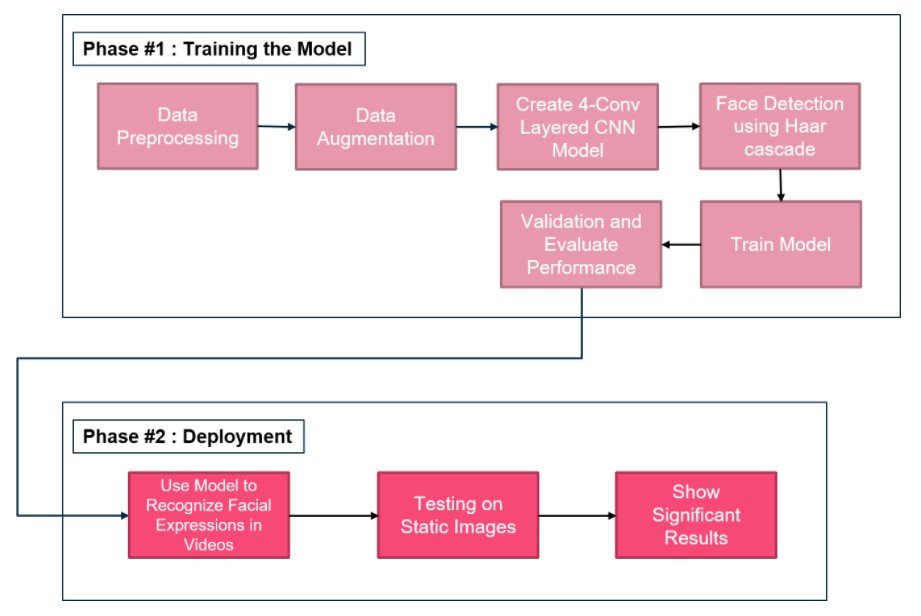 Phase #1 : Training the Model
Data
Preprocessing
Data
Augmentation
Create 4-Conv
Layered CNN
Model
Face Detection
using Haar
cascade
Train Model
Validation and
Evaluate
Performance
Phase #2 : Deployment
Use Model to
Recognize Facial
Expressions in
Videos
Testing on
Static Images
Show
Significant
Results